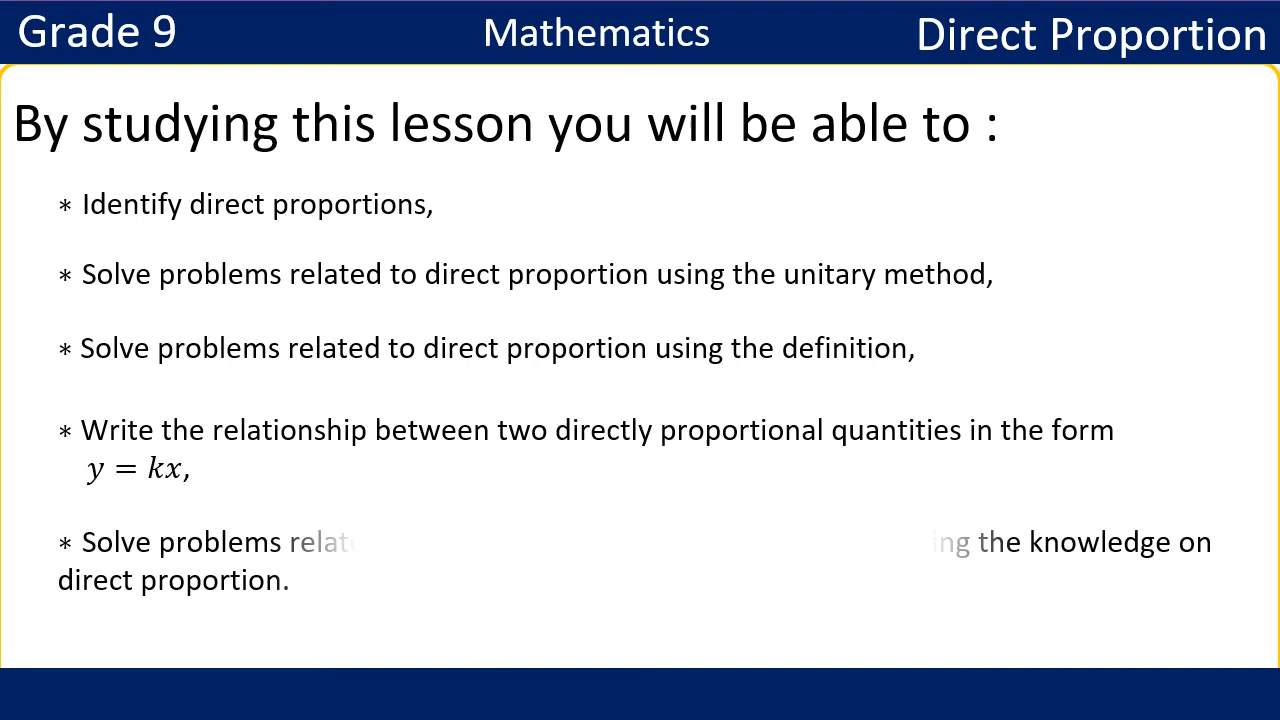 Grade 9 Mathematics Direct Proportion
By studying this lesson you will be able to :
∗ Identify direct proportions,
∗ Solve problems related to direct proportion using the unitary method,
∗ Solve problems related to direct proportion using the definition,
∗ Write the relationship between two directly proportional quantities in the form
y = kx,
∗ Solve problems the knowledge on
direct proportion.